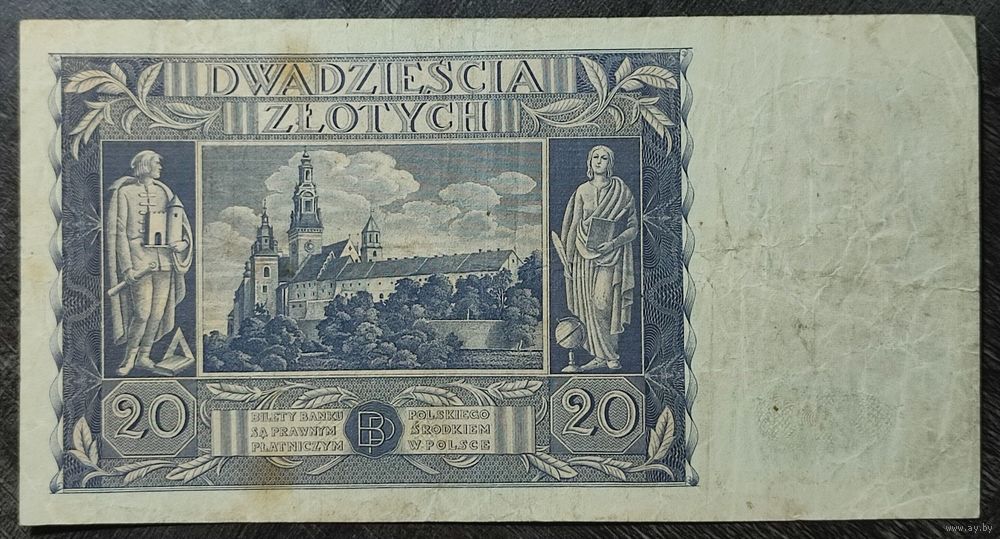 DWADZIEŚCIA
ZŁOTYCH
20
20
BILETY BANKU POLSKIEGO
SĄ PRAWNYM ŚRODKIEM
PŁATNICZYM W POLSCE
BP
www.ay.by